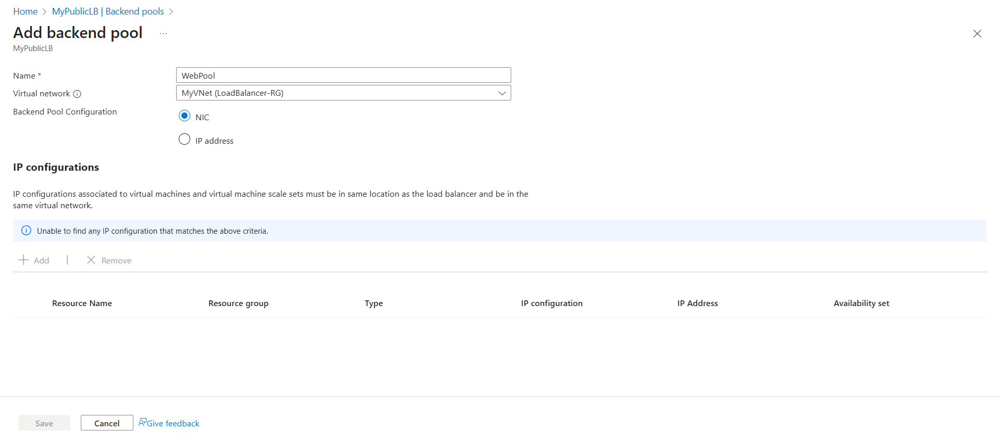 Home > MyPublicLB | Backend pools >
Add backend pool ...
MyPublicLB
Name * WebPool
Virtual network MyVNet (LoadBalancer-RG)
Backend Pool Configuration
NIC
IP address
IP configurations
IP configurations associated to virtual machines and virtual machine scale sets must be in same location as the load balancer and be in the
same virtual network.
Unable to find any IP configuration that matches the above criteria.
Add | Remove
Resource Name Resource group Type IP configuration IP Address Availability set
Save Cancel Give feedback